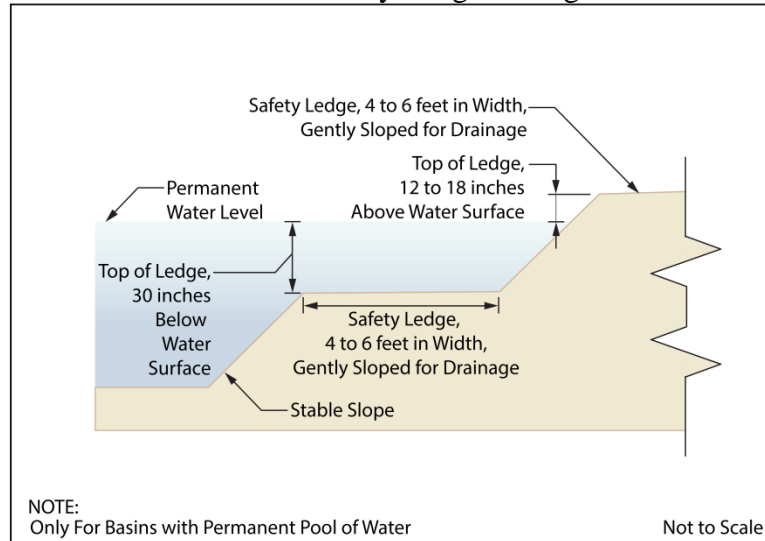 Safety Ledge, 4 to 6 feet in Width,
Gently Sloped for Drainage
Top of Ledge,
12 to 18 inches
Above Water Surface
Permanent
Water Level
Top of Ledge,
30 inches
Below
Water
Surface
Safety Ledge,
4 to 6 feet in Width,
Gently Sloped for Drainage
Stable Slope
NOTE:
Only For Basins with Permanent Pool of Water
Not to Scale